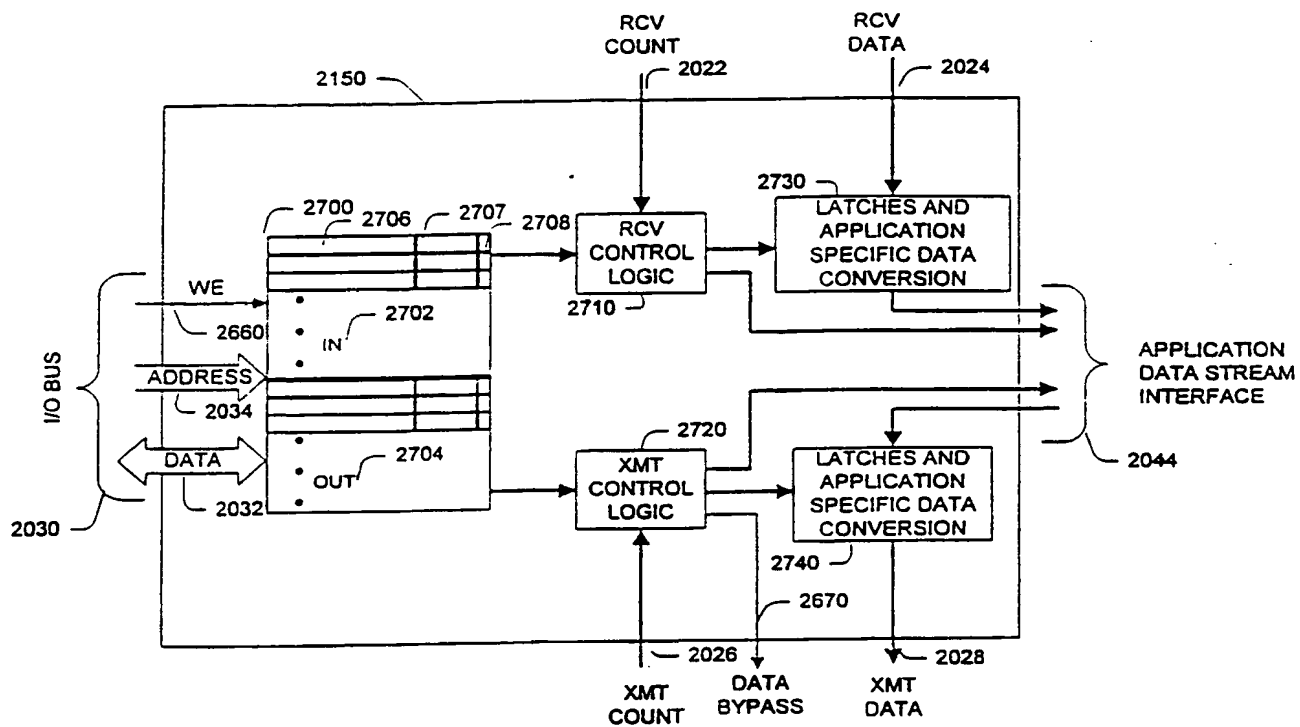 RCV
COUNT
RCV
DATA
2022
2024
2150
2730
LATCHES AND
APPLICATION
SPECIFIC DATA
CONVERSION
2700
2706
2707
2708
RCV
CONTROL
LOGIC
2710
WE
2660
2702
IN
I/O BUS
ADDRESS
2034
APPLICATION
DATA STREAM
INTERFACE
2044
DATA
2032
2030
2704
OUT
2720
XMT
CONTROL
LOGIC
LATCHES AND
APPLICATION
SPECIFIC DATA
CONVERSION
2740
2670
2026
2028
XMT
COUNT
DATA
BYPASS
XMT
DATA